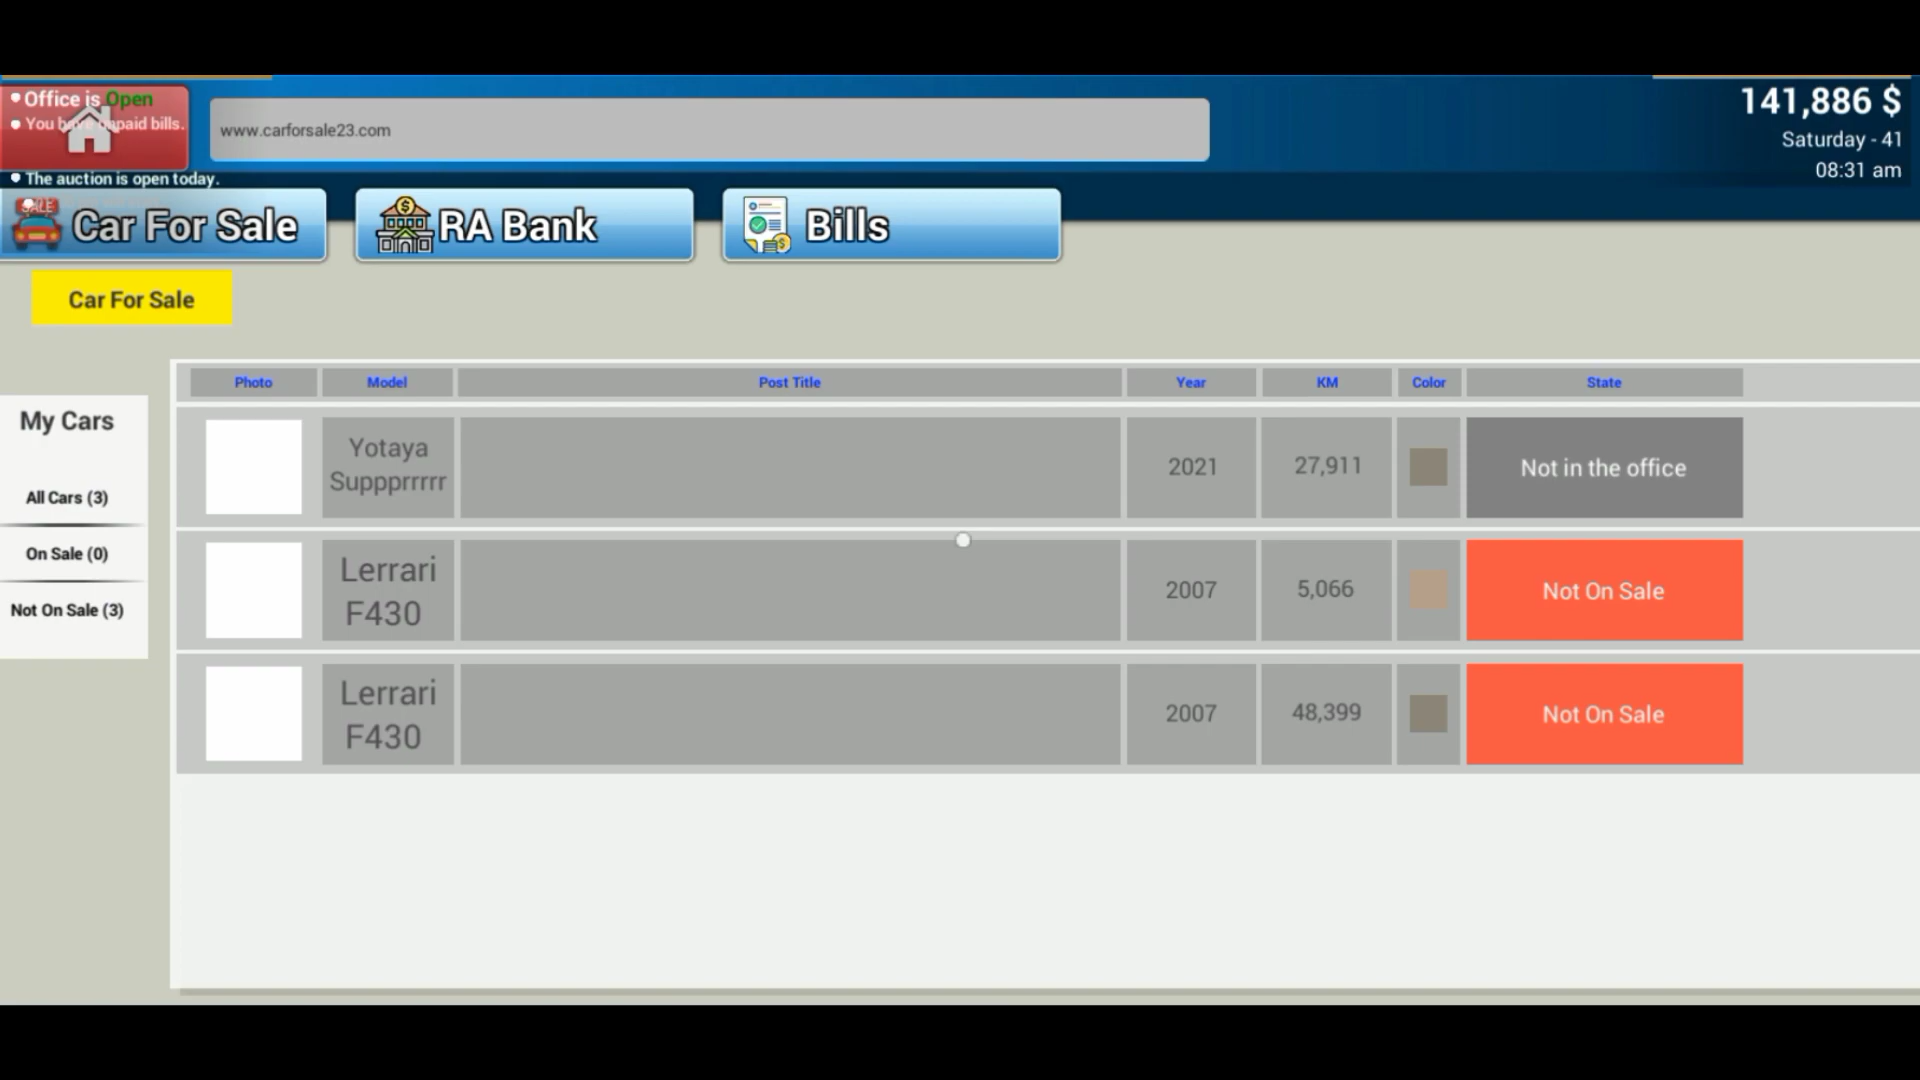 Office is Open
You have unpaid bills.
www.carforsale23.com
141,886 $
Saturday - 41
08:31 am
The auction is open today.
SALE
Car For Sale
RA Bank
Bills
Car For Sale
Photo
Model
Post Title
Year
KM
Color
State
My Cars
All Cars (3)
On Sale (0)
Not On Sale (3)
Yotaya
Suppprrrrr
2021
27,911
Not in the office
Lerrari
F430
2007
5,066
Not On Sale
Lerrari
F430
2007
48,399
Not On Sale